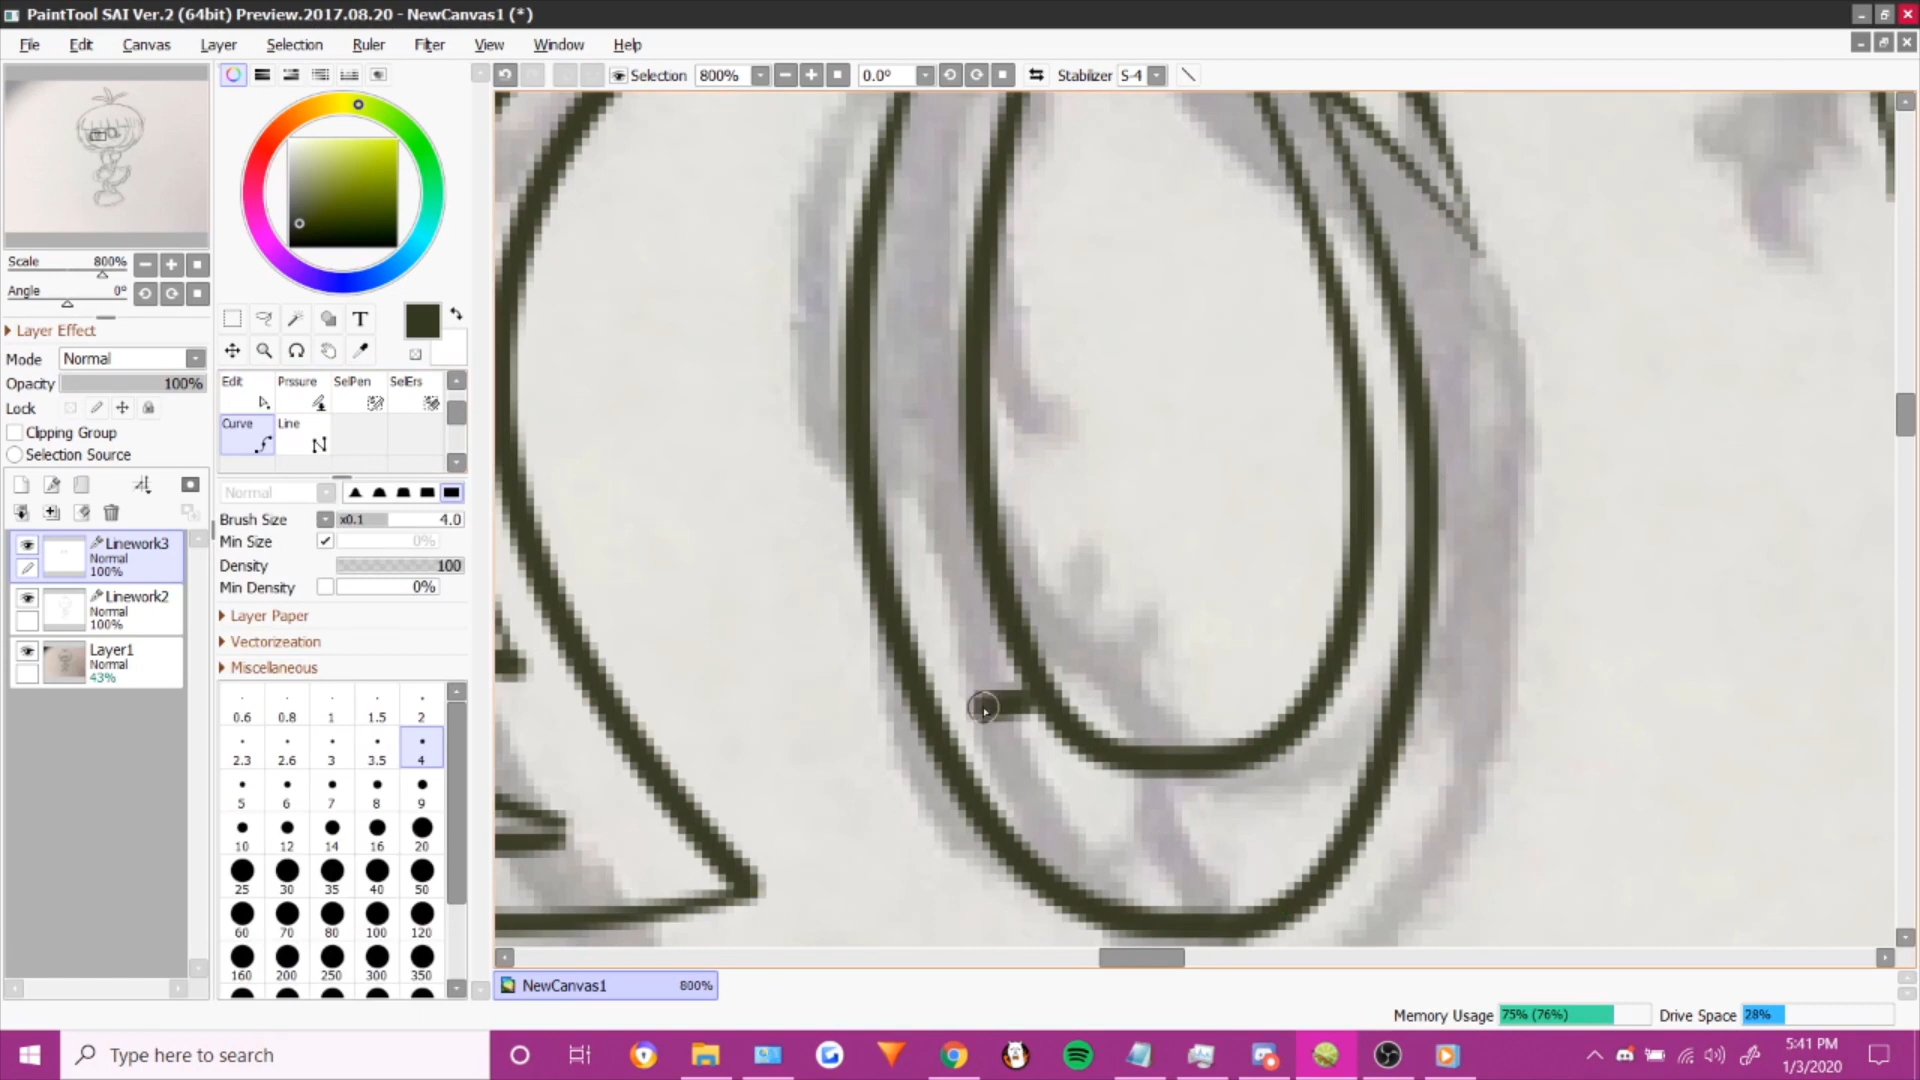 PaintTool SAI Ver.2 (64bit) Preview.2017.08.20 - NewCanvas1 (*)
File Edit Canvas Layer Selection Ruler Filter View Window Help
Selection 800% 0.0° Stabilizer S-4
Scale 800%
Angle 0°
Layer Effect
Mode Normal
Opacity 100%
Lock
Clipping Group
Selection Source
Linework3
Normal
100%
Linework2
Normal
100%
Layer1
Normal
43%
T
Edit Prssure SelPen SelErs
Curve Line
Normal
Brush Size x0.1 4.0
Min Size 0%
Density 100
Min Density 0%
Layer Paper
Vectorizeation
Miscellaneous
0.6 0.8 1 1.5 2
2.3 2.6 3 3.5 4
5 6 7 8 9
10 12 14 16 20
25 30 35 40 50
60 70 80 100 120
160 200 250 300 350
NewCanvas1 800%
Memory Usage 75% (76%) Drive Space 28%
Type here to search
5:41 PM
1/3/2020